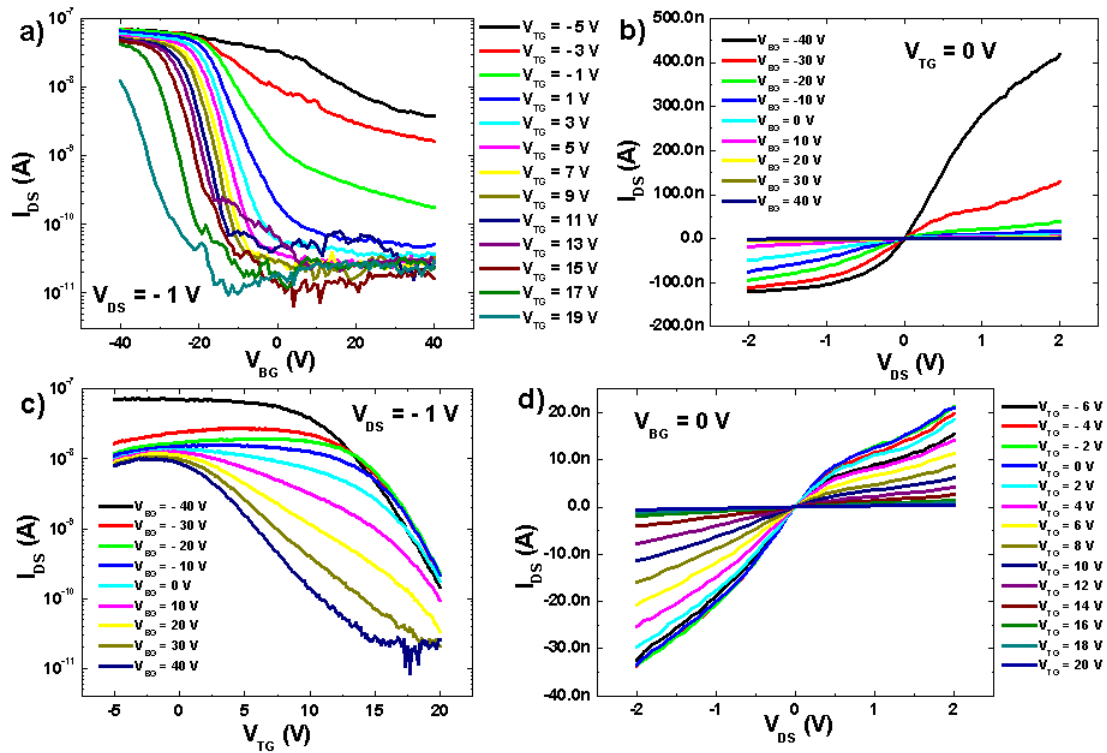 a)
10^-7
10^-8
10^-9
10^-10
10^-11
I_DS (A)
-40 -20 0 20 40
V_BG (V)
V_DS = - 1 V
V_TG = - 5 V
V_TG = - 3 V
V_TG = - 1 V
V_TG = 1 V
V_TG = 3 V
V_TG = 5 V
V_TG = 7 V
V_TG = 9 V
V_TG = 11 V
V_TG = 13 V
V_TG = 15 V
V_TG = 17 V
V_TG = 19 V
b)
500.0n
400.0n
300.0n
200.0n
100.0n
0.0
-100.0n
-200.0n
I_DS (A)
-2 -1 0 1 2
V_DS (V)
V_TG = 0 V
V_BG = -40 V
V_BG = -30 V
V_BG = -20 V
V_BG = -10 V
V_BG = 0 V
V_BG = 10 V
V_BG = 20 V
V_BG = 30 V
V_BG = 40 V
c)
10^-7
10^-8
10^-9
10^-10
10^-11
I_DS (A)
-5 0 5 10 15 20
V_TG (V)
V_DS = - 1 V
V_BG = - 40 V
V_BG = - 30 V
V_BG = - 20 V
V_BG = - 10 V
V_BG = 0 V
V_BG = 10 V
V_BG = 20 V
V_BG = 30 V
V_BG = 40 V
d)
20.0n
10.0n
0.0
-10.0n
-20.0n
-30.0n
-40.0n
I_DS (A)
-2 -1 0 1 2
V_DS (V)
V_BG = 0 V
V_TG = - 6 V
V_TG = - 4 V
V_TG = - 2 V
V_TG = 0 V
V_TG = 2 V
V_TG = 4 V
V_TG = 6 V
V_TG = 8 V
V_TG = 10 V
V_TG = 12 V
V_TG = 14 V
V_TG = 16 V
V_TG = 18 V
V_TG = 20 V